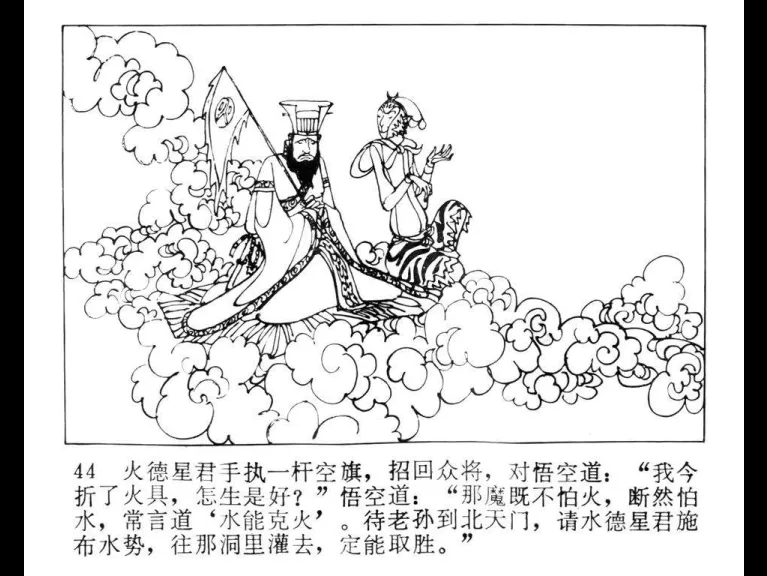 44 火德星君手执一杆空旗，招回众将，对悟空道：“我今
折了火具，怎生是好？”悟空道：“那魔既不怕火，断然怕
水，常言道‘水能克火’。待老孙到北天门，请水德星君施
布水势，往那洞里灌去，定能取胜。”